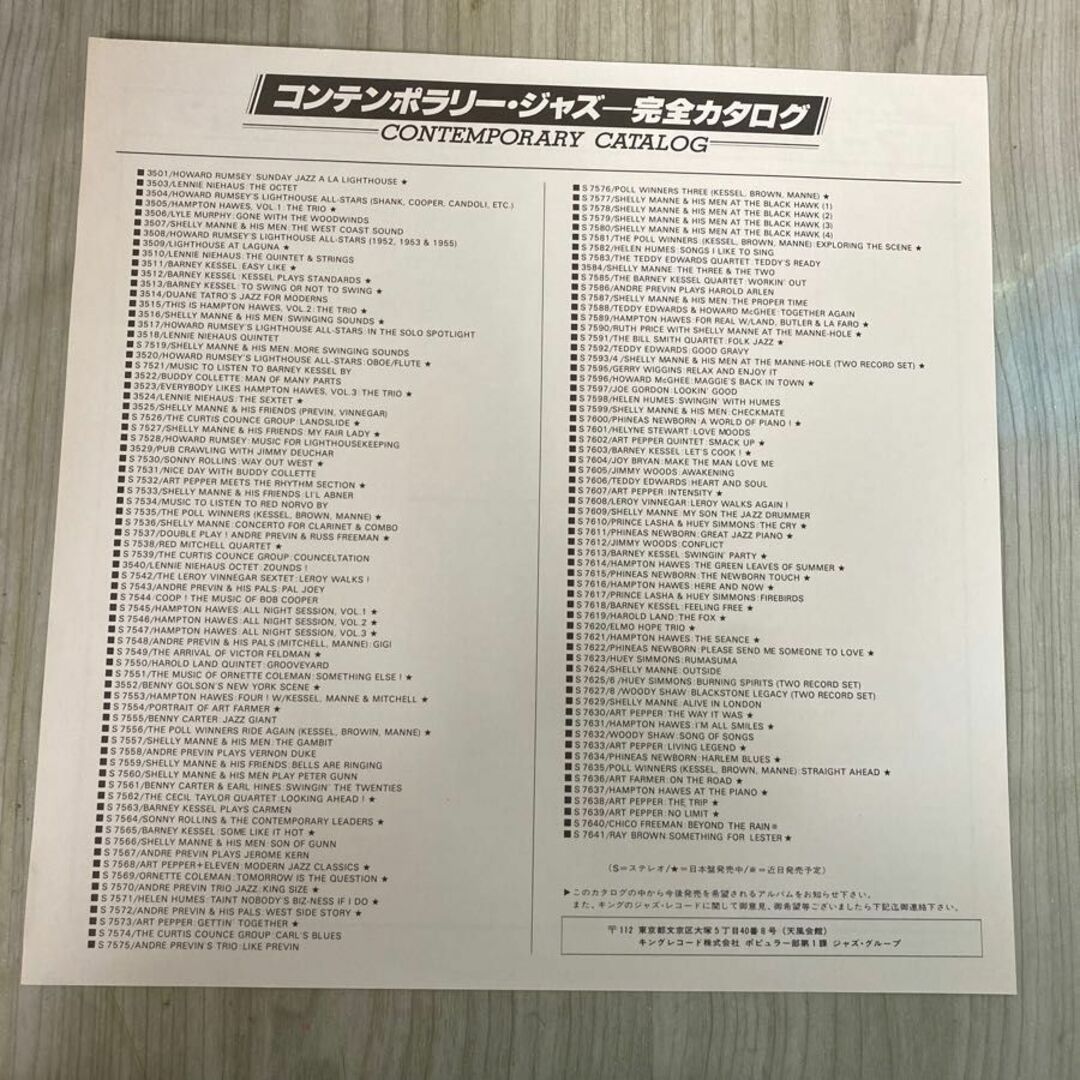 コンテンポラリー・ジャズ—完全カタログ
CONTEMPORARY CATALOG
■ 3501/HOWARD RUMSEY:SUNDAY JAZZ A LA LIGHTHOUSE ★
■ 3503/LENNIE NIEHAUS:THE OCTET
■ 3504/HOWARD RUMSEY'S LIGHTHOUSE ALL-STARS (SHANK, COOPER, CANDOLI, ETC.)
■ 3505/HAMPTON HAWES, VOL.1:THE TRIO ★
■ 3506/LYLE MURPHY:GONE WITH THE WOODWINDS
■ 3507/SHELLY MANNE & HIS MEN:THE WEST COAST SOUND
■ 3508/HOWARD RUMSEY'S LIGHTHOUSE ALL-STARS (1952, 1953 & 1955)
■ 3509/LIGHTHOUSE AT LAGUNA ★
■ 3510/LENNIE NIEHAUS:THE QUINTET & STRINGS
■ 3511/BARNEY KESSEL:EASY LIKE ★
■ 3512/BARNEY KESSEL:KESSEL PLAYS STANDARDS ★
■ 3513/BARNEY KESSEL:TO SWING OR NOT TO SWING ★
■ 3514/DUANE TATRO'S JAZZ FOR MODERNS
■ 3515/THIS IS HAMPTON HAWES, VOL.2:THE TRIO ★
■ 3516/SHELLY MANNE & HIS MEN:SWINGING SOUNDS ★
■ 3517/HOWARD RUMSEY'S LIGHTHOUSE ALL-STARS:IN THE SOLO SPOTLIGHT
■ 3518/LENNIE NIEHAUS QUINTET
■ S 7519/SHELLY MANNE & HIS MEN:MORE SWINGING SOUNDS
■ 3520/HOWARD RUMSEY'S LIGHTHOUSE ALL-STARS:OBOE/FLUTE ★
■ S 7521/MUSIC TO LISTEN TO BARNEY KESSEL BY
■ 3522/BUDDY COLLETTE:MAN OF MANY PARTS
■ 3523/EVERYBODY LIKES HAMPTON HAWES, VOL.3:THE TRIO ★
■ 3524/LENNIE NIEHAUS:THE SEXTET ★
■ 3525/SHELLY MANNE & HIS FRIENDS (PREVIN, VINNEGAR)
■ S 7526/THE CURTIS COUNCE GROUP:LANDSLIDE ★
■ S 7527/SHELLY MANNE & HIS FRIENDS:MY FAIR LADY ★
■ S 7528/HOWARD RUMSEY:MUSIC FOR LIGHTHOUSEKEEPING
■ 3529/PUB CRAWLING WITH JIMMY DEUCHAR
■ S 7530/SONNY ROLLINS:WAY OUT WEST ★
■ S 7531/NICE DAY WITH BUDDY COLLETTE
■ S 7532/ART PEPPER MEETS THE RHYTHM SECTION ★
■ S 7533/SHELLY MANNE & HIS FRIENDS:LI'L ABNER
■ S 7534/MUSIC TO LISTEN TO RED NORVO BY
■ S 7535/THE POLL WINNERS (KESSEL, BROWN, MANNE) ★
■ S 7536/SHELLY MANNE:CONCERTO FOR CLARINET & COMBO
■ S 7537/DOUBLE PLAY ! ANDRE PREVIN & RUSS FREEMAN ★
■ S 7538/RED MITCHELL QUARTET ★
■ S 7539/THE CURTIS COUNCE GROUP:COUNCELTATION
■ 3540/LENNIE NIEHAUS OCTET:ZOUNDS !
■ S 7542/THE LEROY VINNEGAR SEXTET:LEROY WALKS !
■ S 7543/ANDRE PREVIN & HIS PALS:PAL JOEY
■ S 7544/COOP ! THE MUSIC OF BOB COOPER
■ S 7545/HAMPTON HAWES:ALL NIGHT SESSION, VOL.1 ★
■ S 7546/HAMPTON HAWES:ALL NIGHT SESSION, VOL.2 ★
■ S 7547/HAMPTON HAWES:ALL NIGHT SESSION, VOL.3 ★
■ S 7548/ANDRE PREVIN & HIS PALS (MITCHELL, MANNE):GIGI
■ S 7549/THE ARRIVAL OF VICTOR FELDMAN ★
■ S 7550/HAROLD LAND QUINTET:GROOVEYARD
■ S 7551/THE MUSIC OF ORNETTE COLEMAN:SOMETHING ELSE ! ★
■ 3552/BENNY GOLSON'S NEW YORK SCENE ★
■ S 7553/HAMPTON HAWES:FOUR ! W/KESSEL, MANNE & MITCHELL ★
■ S 7554/PORTRAIT OF ART FARMER ★
■ S 7555/BENNY CARTER:JAZZ GIANT
■ S 7556/THE POLL WINNERS RIDE AGAIN (KESSEL, BROWIN, MANNE) ★
■ S 7557/SHELLY MANNE & HIS MEN:THE GAMBIT
■ S 7558/ANDRE PREVIN PLAYS VERNON DUKE
■ S 7559/SHELLY MANNE & HIS FRIENDS:BELLS ARE RINGING
■ S 7560/SHELLY MANNE & HIS MEN PLAY PETER GUNN
■ S 7561/BENNY CARTER & EARL HINES:SWINGIN' THE TWENTIES
■ S 7562/THE CECIL TAYLOR QUARTET:LOOKING AHEAD ! ★
■ S 7563/BARNEY KESSEL PLAYS CARMEN
■ S 7564/SONNY ROLLINS & THE CONTEMPORARY LEADERS ★
■ S 7565/BARNEY KESSEL:SOME LIKE IT HOT ★
■ S 7566/SHELLY MANNE & HIS MEN:SON OF GUNN
■ S 7567/ANDRE PREVIN PLAYS JEROME KERN
■ S 7568/ART PEPPER+ELEVEN:MODERN JAZZ CLASSICS ★
■ S 7569/ORNETTE COLEMAN:TOMORROW IS THE QUESTION ★
■ S 7570/ANDRE PREVIN TRIO JAZZ:KING SIZE ★
■ S 7571/HELEN HUMES:TAINT NOBODY'S BIZ-NESS IF I DO ★
■ S 7572/ANDRE PREVIN & HIS PALS:WEST SIDE STORY ★
■ S 7573/ART PEPPER:GETTIN' TOGETHER ★
■ S 7574/THE CURTIS COUNCE GROUP:CARL'S BLUES
■ S 7575/ANDRE PREVIN'S TRIO:LIKE PREVIN
■ S 7576/POLL WINNERS THREE (KESSEL, BROWN, MANNE) ★
■ S 7577/SHELLY MANNE & HIS MEN AT THE BLACK HAWK (1)
■ S 7578/SHELLY MANNE & HIS MEN AT THE BLACK HAWK (2)
■ S 7579/SHELLY MANNE & HIS MEN AT THE BLACK HAWK (3)
■ S 7580/SHELLY MANNE & HIS MEN AT THE BLACK HAWK (4)
■ S 7581/THE POLL WINNERS (KESSEL, BROWN, MANNE):EXPLORING THE SCENE ★
■ S 7582/HELEN HUMES:SONGS I LIKE TO SING
■ S 7583/THE TEDDY EDWARDS QUARTET:TEDDY'S READY
■ 3584/SHELLY MANNE:THE THREE & THE TWO
■ S 7585/THE BARNEY KESSEL QUARTET:WORKIN' OUT
■ S 7586/ANDRE PREVIN PLAYS HAROLD ARLEN
■ S 7587/SHELLY MANNE & HIS MEN:THE PROPER TIME
■ S 7588/TEDDY EDWARDS & HOWARD McGHEE:TOGETHER AGAIN
■ S 7589/HAMPTON HAWES:FOR REAL W/LAND, BUTLER & LA FARO ★
■ S 7590/RUTH PRICE WITH SHELLY MANNE AT THE MANNE-HOLE ★
■ S 7591/THE BILL SMITH QUARTET:FOLK JAZZ ★
■ S 7592/TEDDY EDWARDS:GOOD GRAVY
■ S 7593/4 /SHELLY MANNE & HIS MEN AT THE MANNE-HOLE (TWO RECORD SET) ★
■ S 7595/GERRY WIGGINS:RELAX AND ENJOY IT
■ S 7596/HOWARD McGHEE:MAGGIE'S BACK IN TOWN ★
■ S 7597/JOE GORDON:LOOKIN' GOOD
■ S 7598/HELEN HUMES:SWINGIN' WITH HUMES
■ S 7599/SHELLY MANNE & HIS MEN:CHECKMATE
■ S 7600/PHINEAS NEWBORN:A WORLD OF PIANO ! ★
■ S 7601/HELYNE STEWART:LOVE MOODS
■ S 7602/ART PEPPER QUINTET:SMACK UP ★
■ S 7603/BARNEY KESSEL:LET'S COOK ! ★
■ S 7604/JOY BRYAN:MAKE THE MAN LOVE ME
■ S 7605/JIMMY WOODS:AWAKENING
■ S 7606/TEDDY EDWARDS:HEART AND SOUL
■ S 7607/ART PEPPER:INTENSITY ★
■ S 7608/LEROY VINNEGAR:LEROY WALKS AGAIN !
■ S 7609/SHELLY MANNE:MY SON THE JAZZ DRUMMER
■ S 7610/PRINCE LASHA & HUEY SIMMONS:THE CRY ★
■ S 7611/PHINEAS NEWBORN:GREAT JAZZ PIANO ★
■ S 7612/JIMMY WOODS:CONFLICT
■ S 7613/BARNEY KESSEL:SWINGIN' PARTY ★
■ S 7614/HAMPTON HAWES:THE GREEN LEAVES OF SUMMER ★
■ S 7615/PHINEAS NEWBORN:THE NEWBORN TOUCH ★
■ S 7616/HAMPTON HAWES:HERE AND NOW ★
■ S 7617/PRINCE LASHA & HUEY SIMMONS:FIREBIRDS
■ S 7618/BARNEY KESSEL:FEELING FREE ★
■ S 7619/HAROLD LAND:THE FOX ★
■ S 7620/ELMO HOPE TRIO ★
■ S 7621/HAMPTON HAWES:THE SEANCE ★
■ S 7622/PHINEAS NEWBORN:PLEASE SEND ME SOMEONE TO LOVE ★
■ S 7623/HUEY SIMMONS:RUMASUMA
■ S 7624/SHELLY MANNE:OUTSIDE
■ S 7625/6 /HUEY SIMMONS:BURNING SPIRITS (TWO RECORD SET)
■ S 7627/8 /WOODY SHAW:BLACKSTONE LEGACY (TWO RECORD SET)
■ S 7629/SHELLY MANNE:ALIVE IN LONDON
■ S 7630/ART PEPPER:THE WAY IT WAS ★
■ S 7631/HAMPTON HAWES:I'M ALL SMILES ★
■ S 7632/WOODY SHAW:SONG OF SONGS
■ S 7633/ART PEPPER:LIVING LEGEND ★
■ S 7634/PHINEAS NEWBORN:HARLEM BLUES ★
■ S 7635/POLL WINNERS (KESSEL, BROWN, MANNE):STRAIGHT AHEAD ★
■ S 7636/ART FARMER:ON THE ROAD ★
■ S 7637/HAMPTON HAWES AT THE PIANO ★
■ S 7638/ART PEPPER:THE TRIP ★
■ S 7639/ART PEPPER:NO LIMIT ★
■ S 7640/CHICO FREEMAN:BEYOND THE RAIN※
■ S 7641/RAY BROWN:SOMETHING FOR LESTER★
（S＝ステレオ/★＝日本盤発売中/※＝近日発売予定）
▶このカタログの中から今後発売を希望されるアルバムをお知らせ下さい。
また、キングのジャズ・レコードに関して御意見、御希望等ございましたら下記迄御連絡下さい。
〒112 東京都文京区大塚5丁目40番8号（天風会館）
キングレコード株式会社 ポピュラー部第1課 ジャズ・グループ